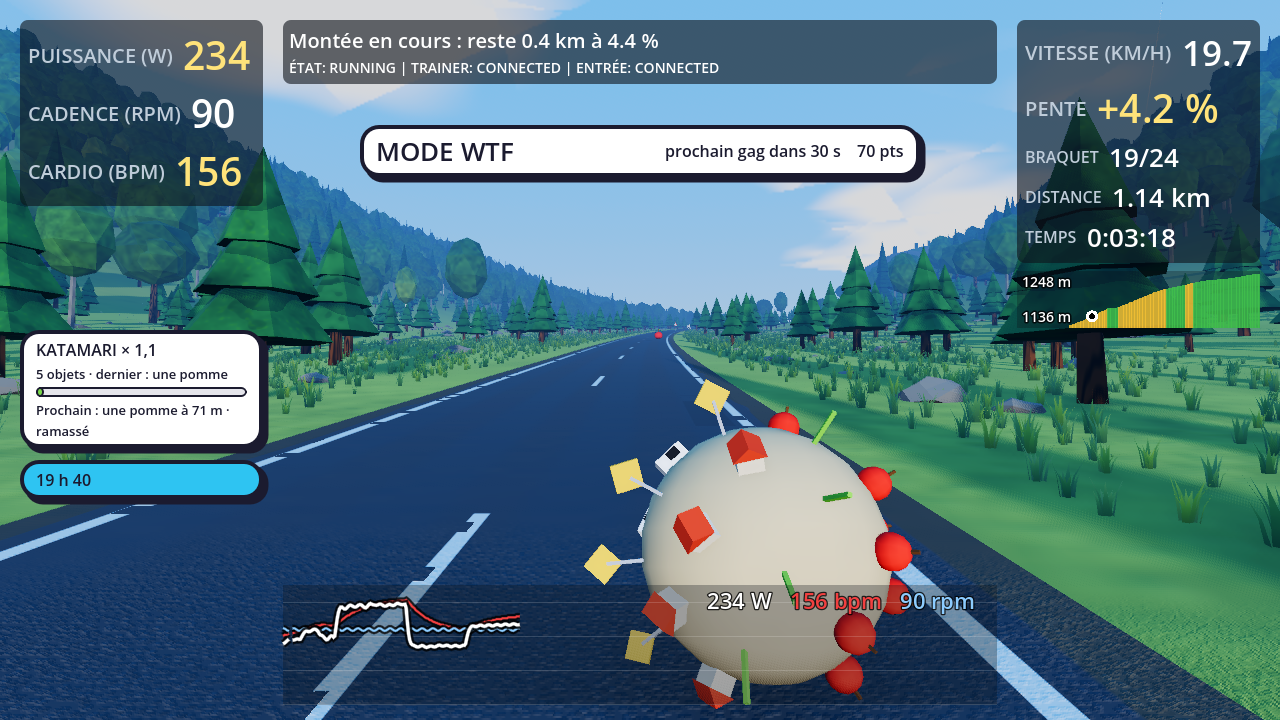 PUISSANCE (W) 234
CADENCE (RPM) 90
CARDIO (BPM) 156
Montée en cours : reste 0.4 km à 4.4 %
ÉTAT: RUNNING | TRAINER: CONNECTED | ENTRÉE: CONNECTED
MODE WTF prochain gag dans 30 s 70 pts
VITESSE (KM/H) 19.7
PENTE +4.2 %
BRAQUET 19/24
DISTANCE 1.14 km
TEMPS 0:03:18
1248 m
1136 m
KATAMARI × 1,1
5 objets · dernier : une pomme
Prochain : une pomme à 71 m ·
ramassé
19 h 40
234 W 156 bpm 90 rpm